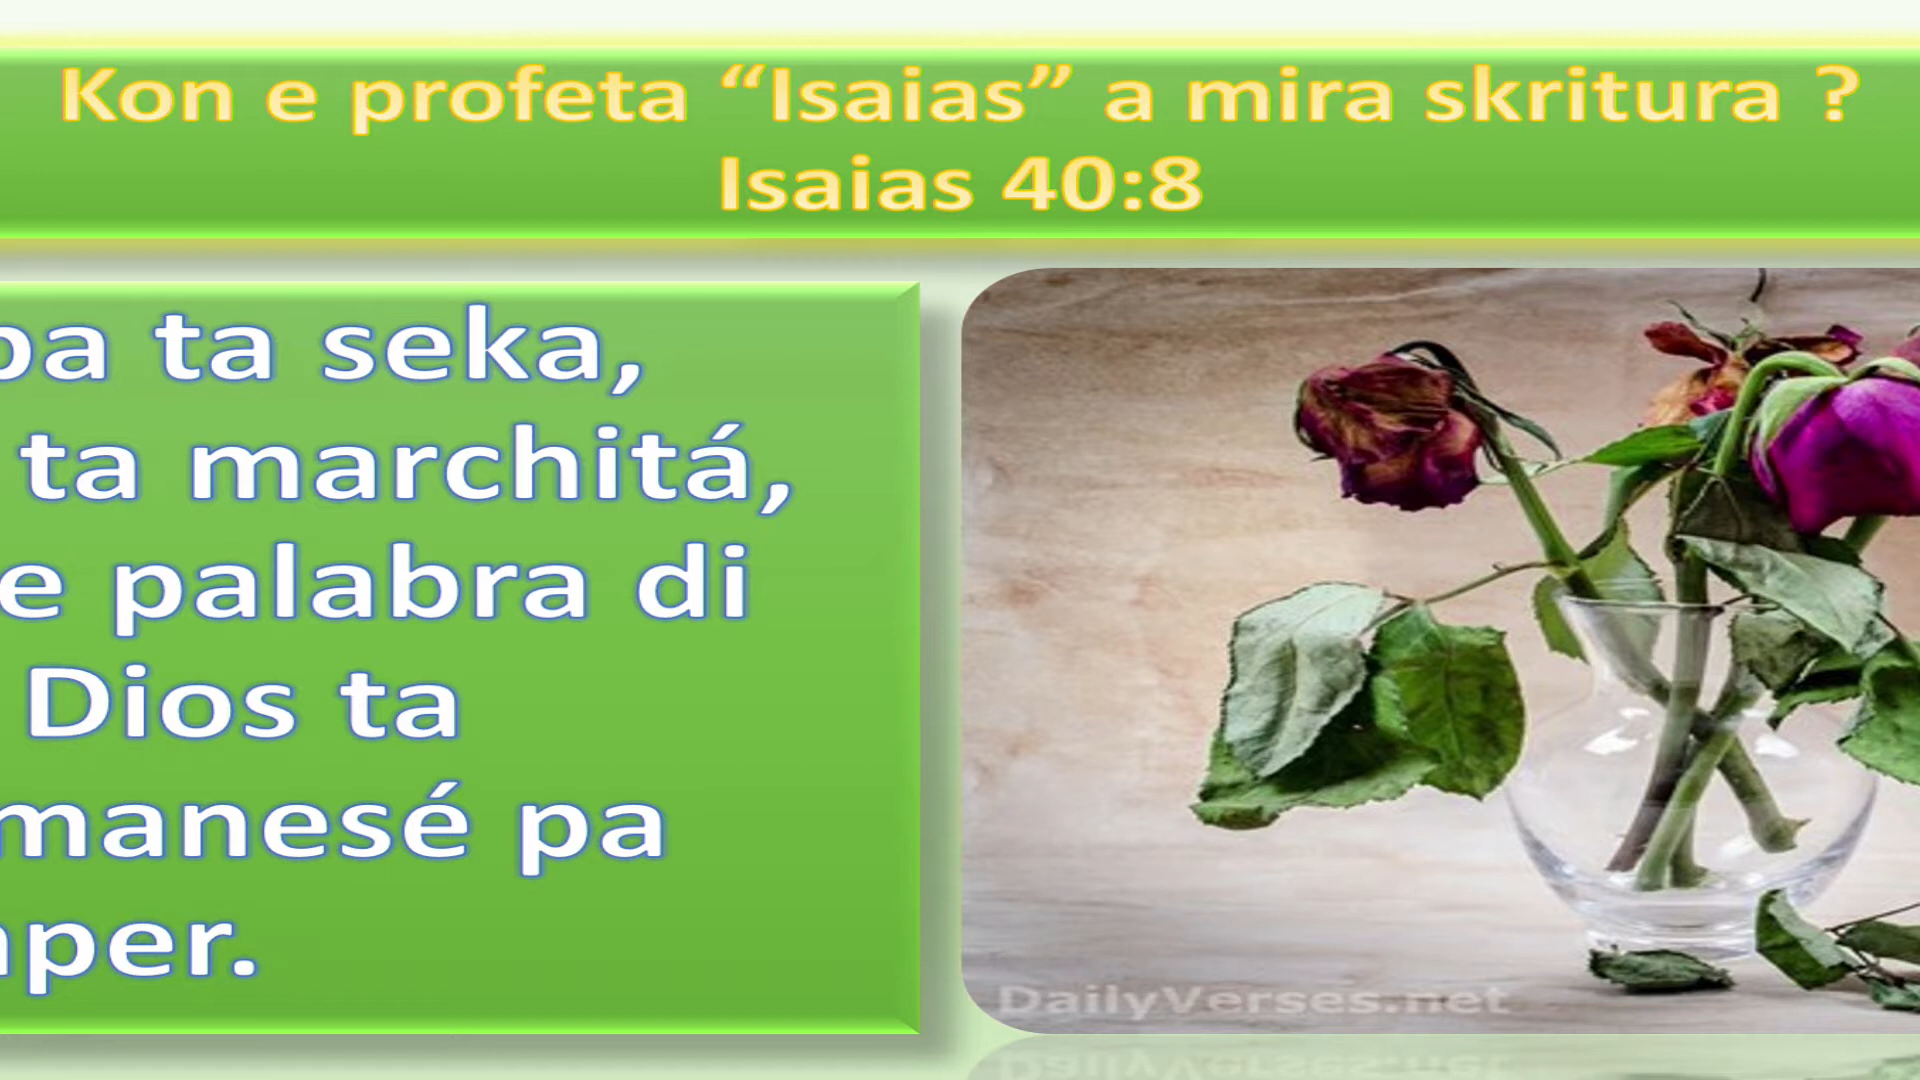 Kon e profeta “Isaias” a mira skritura ?
Isaias 40:8
ta seka,
ta marchitá,
e palabra di
Dios ta
manesé pa
per.
DailyVerses.net